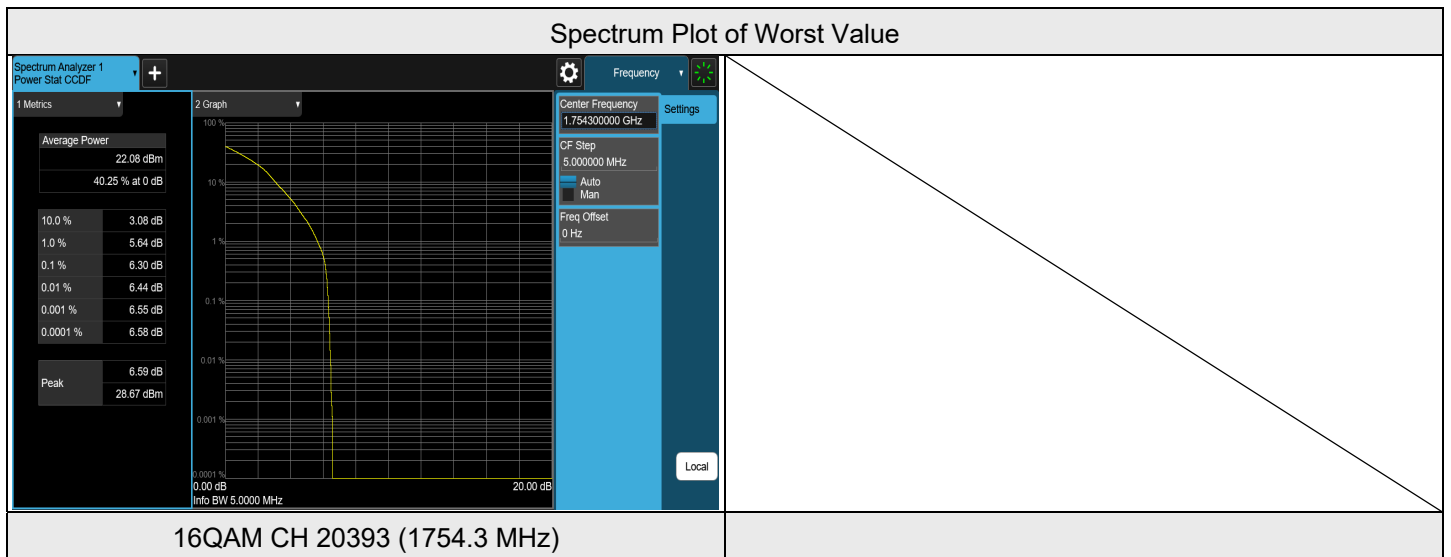 Spectrum Plot of Worst Value
Spectrum Analyzer 1
Power Stat CCDF
+
Frequency
1 Metrics
2 Graph
Center Frequency
1.754300000 GHz
Settings
CF Step
5.000000 MHz
Auto
Man
Freq Offset
0 Hz
Average Power
22.08 dBm
40.25 % at 0 dB
10.0 % 3.08 dB
1.0 % 5.64 dB
0.1 % 6.30 dB
0.01 % 6.44 dB
0.001 % 6.55 dB
0.0001 % 6.58 dB
Peak
6.59 dB
28.67 dBm
100 %
10 %
1 %
0.1 %
0.01 %
0.001 %
0.0001 %
0.00 dB 20.00 dB
Info BW 5.0000 MHz
Local
16QAM CH 20393 (1754.3 MHz)